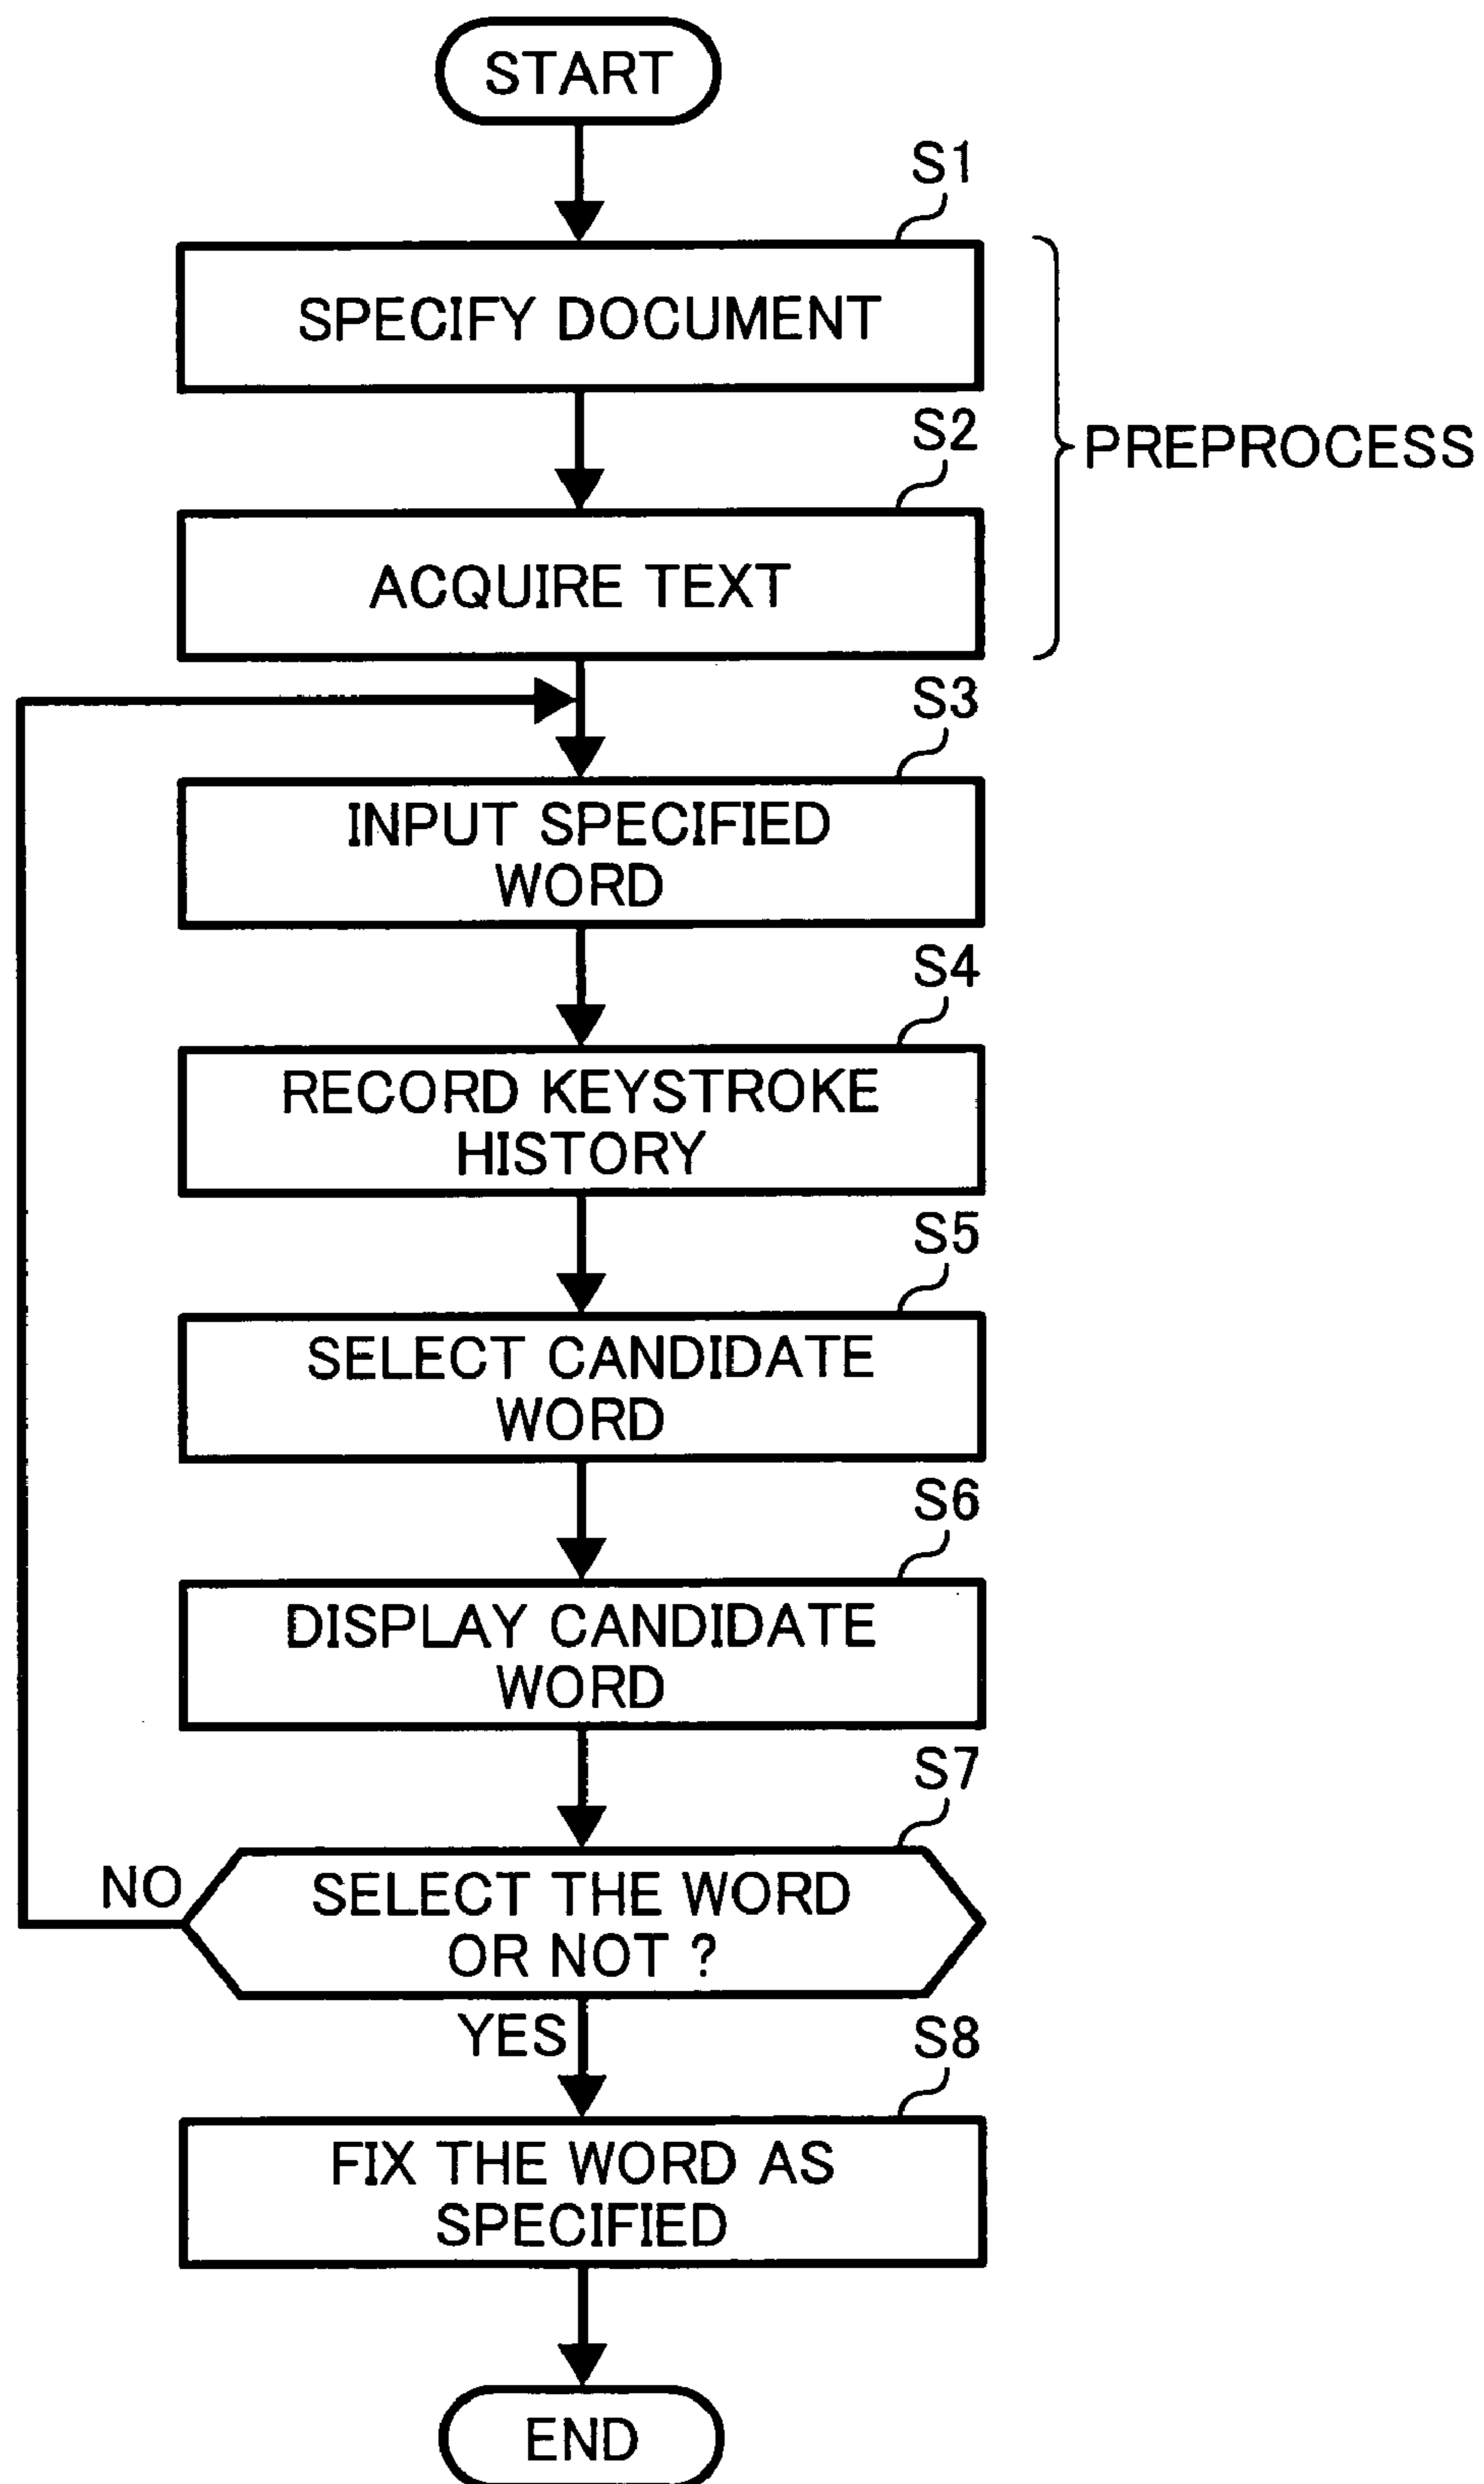 START
S1
SPECIFY DOCUMENT
PREPROCESS
S2
ACQUIRE TEXT
S3
INPUT SPECIFIED
WORD
S4
RECORD KEYSTROKE
HISTORY
S5
SELECT CANDIDATE
WORD
S6
DISPLAY CANDIDATE
WORD
S7
NO
SELECT THE WORD
OR NOT ?
YES
S8
FIX THE WORD AS
SPECIFIED
END